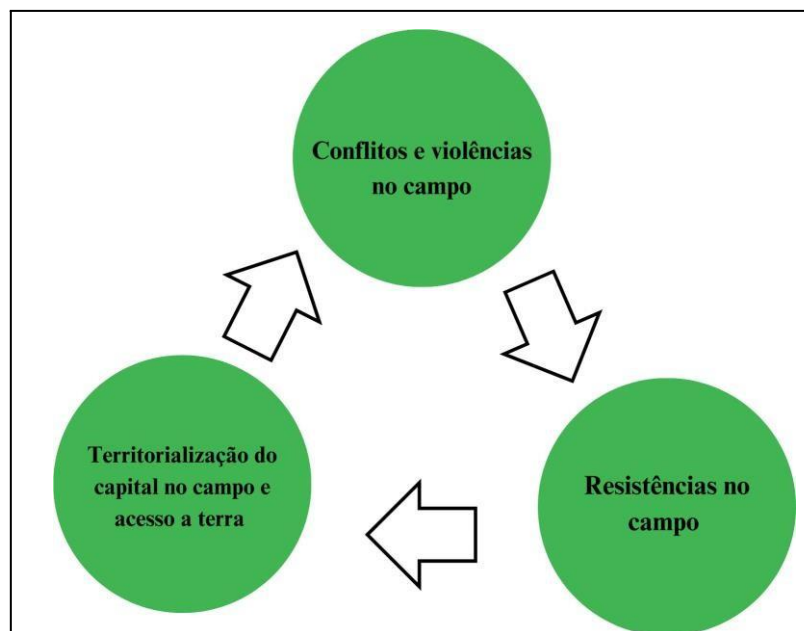 Conflitos e violências
no campo
Territorialização do
capital no campo e
acesso a terra
Resistências no
campo